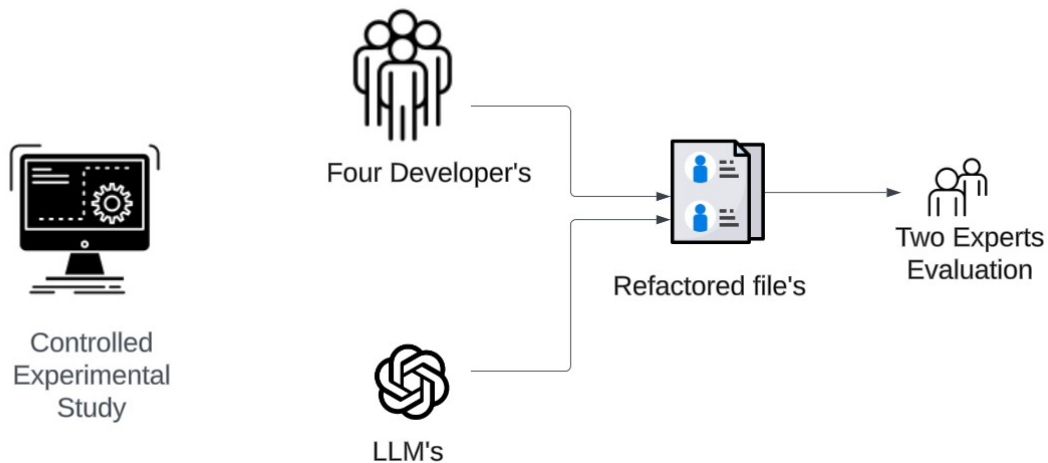 Four Developer's
Controlled
Experimental
Study
LLM's
Refactored file's
Two Experts
Evaluation